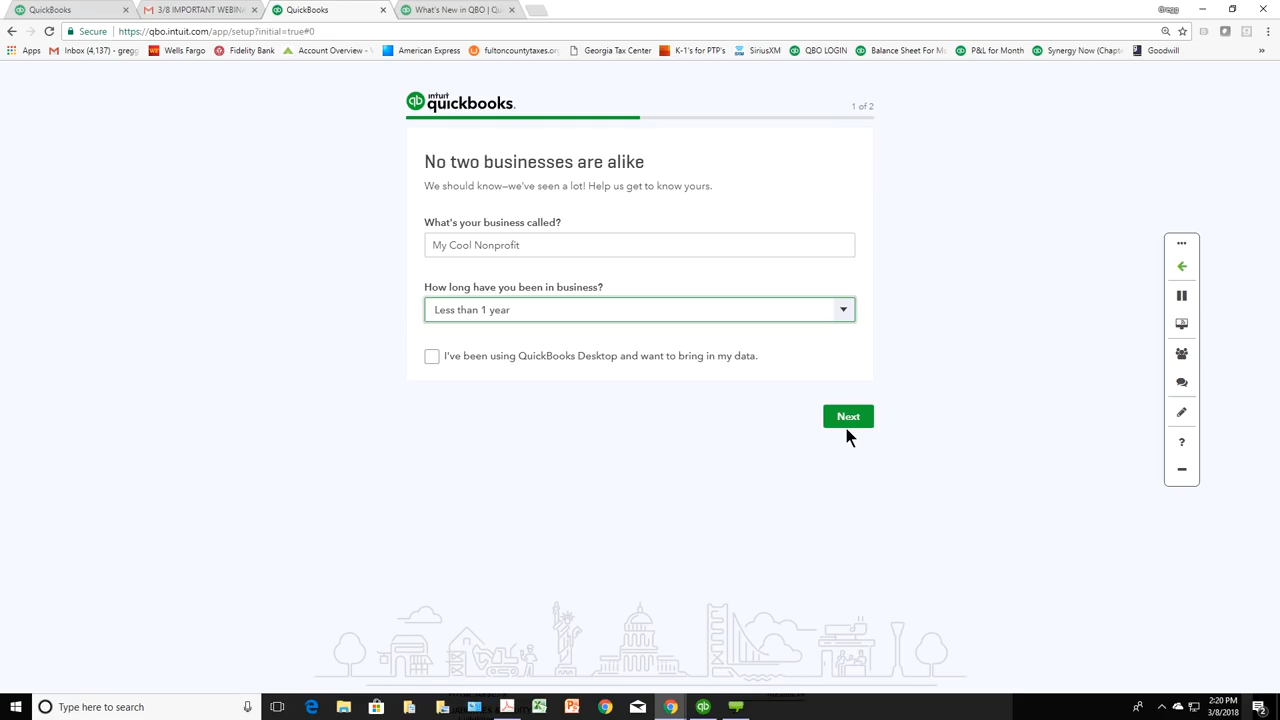 QuickBooks
3/8 IMPORTANT WEBINA
QuickBooks
What's New in QBO | Qu
Gregg
Secure
https://qbo.intuit.com/app/setup?initial=true#0
Apps
Inbox (4,137) - gregg
Wells Fargo
Fidelity Bank
Account Overview -
American Express
fultoncountytaxes.org
Georgia Tax Center
K-1's for PTP's
SiriusXM
QBO LOGIN
Balance Sheet For Mo
P&L for Month
Synergy Now (Chapte
Goodwill
»
qb intuit quickbooks.
1 of 2
No two businesses are alike
We should know—we've seen a lot! Help us get to know yours.
What's your business called?
My Cool Nonprofit
How long have you been in business?
Less than 1 year
I've been using QuickBooks Desktop and want to bring in my data.
Next
?
Type here to search
2:20 PM
3/8/2018
2